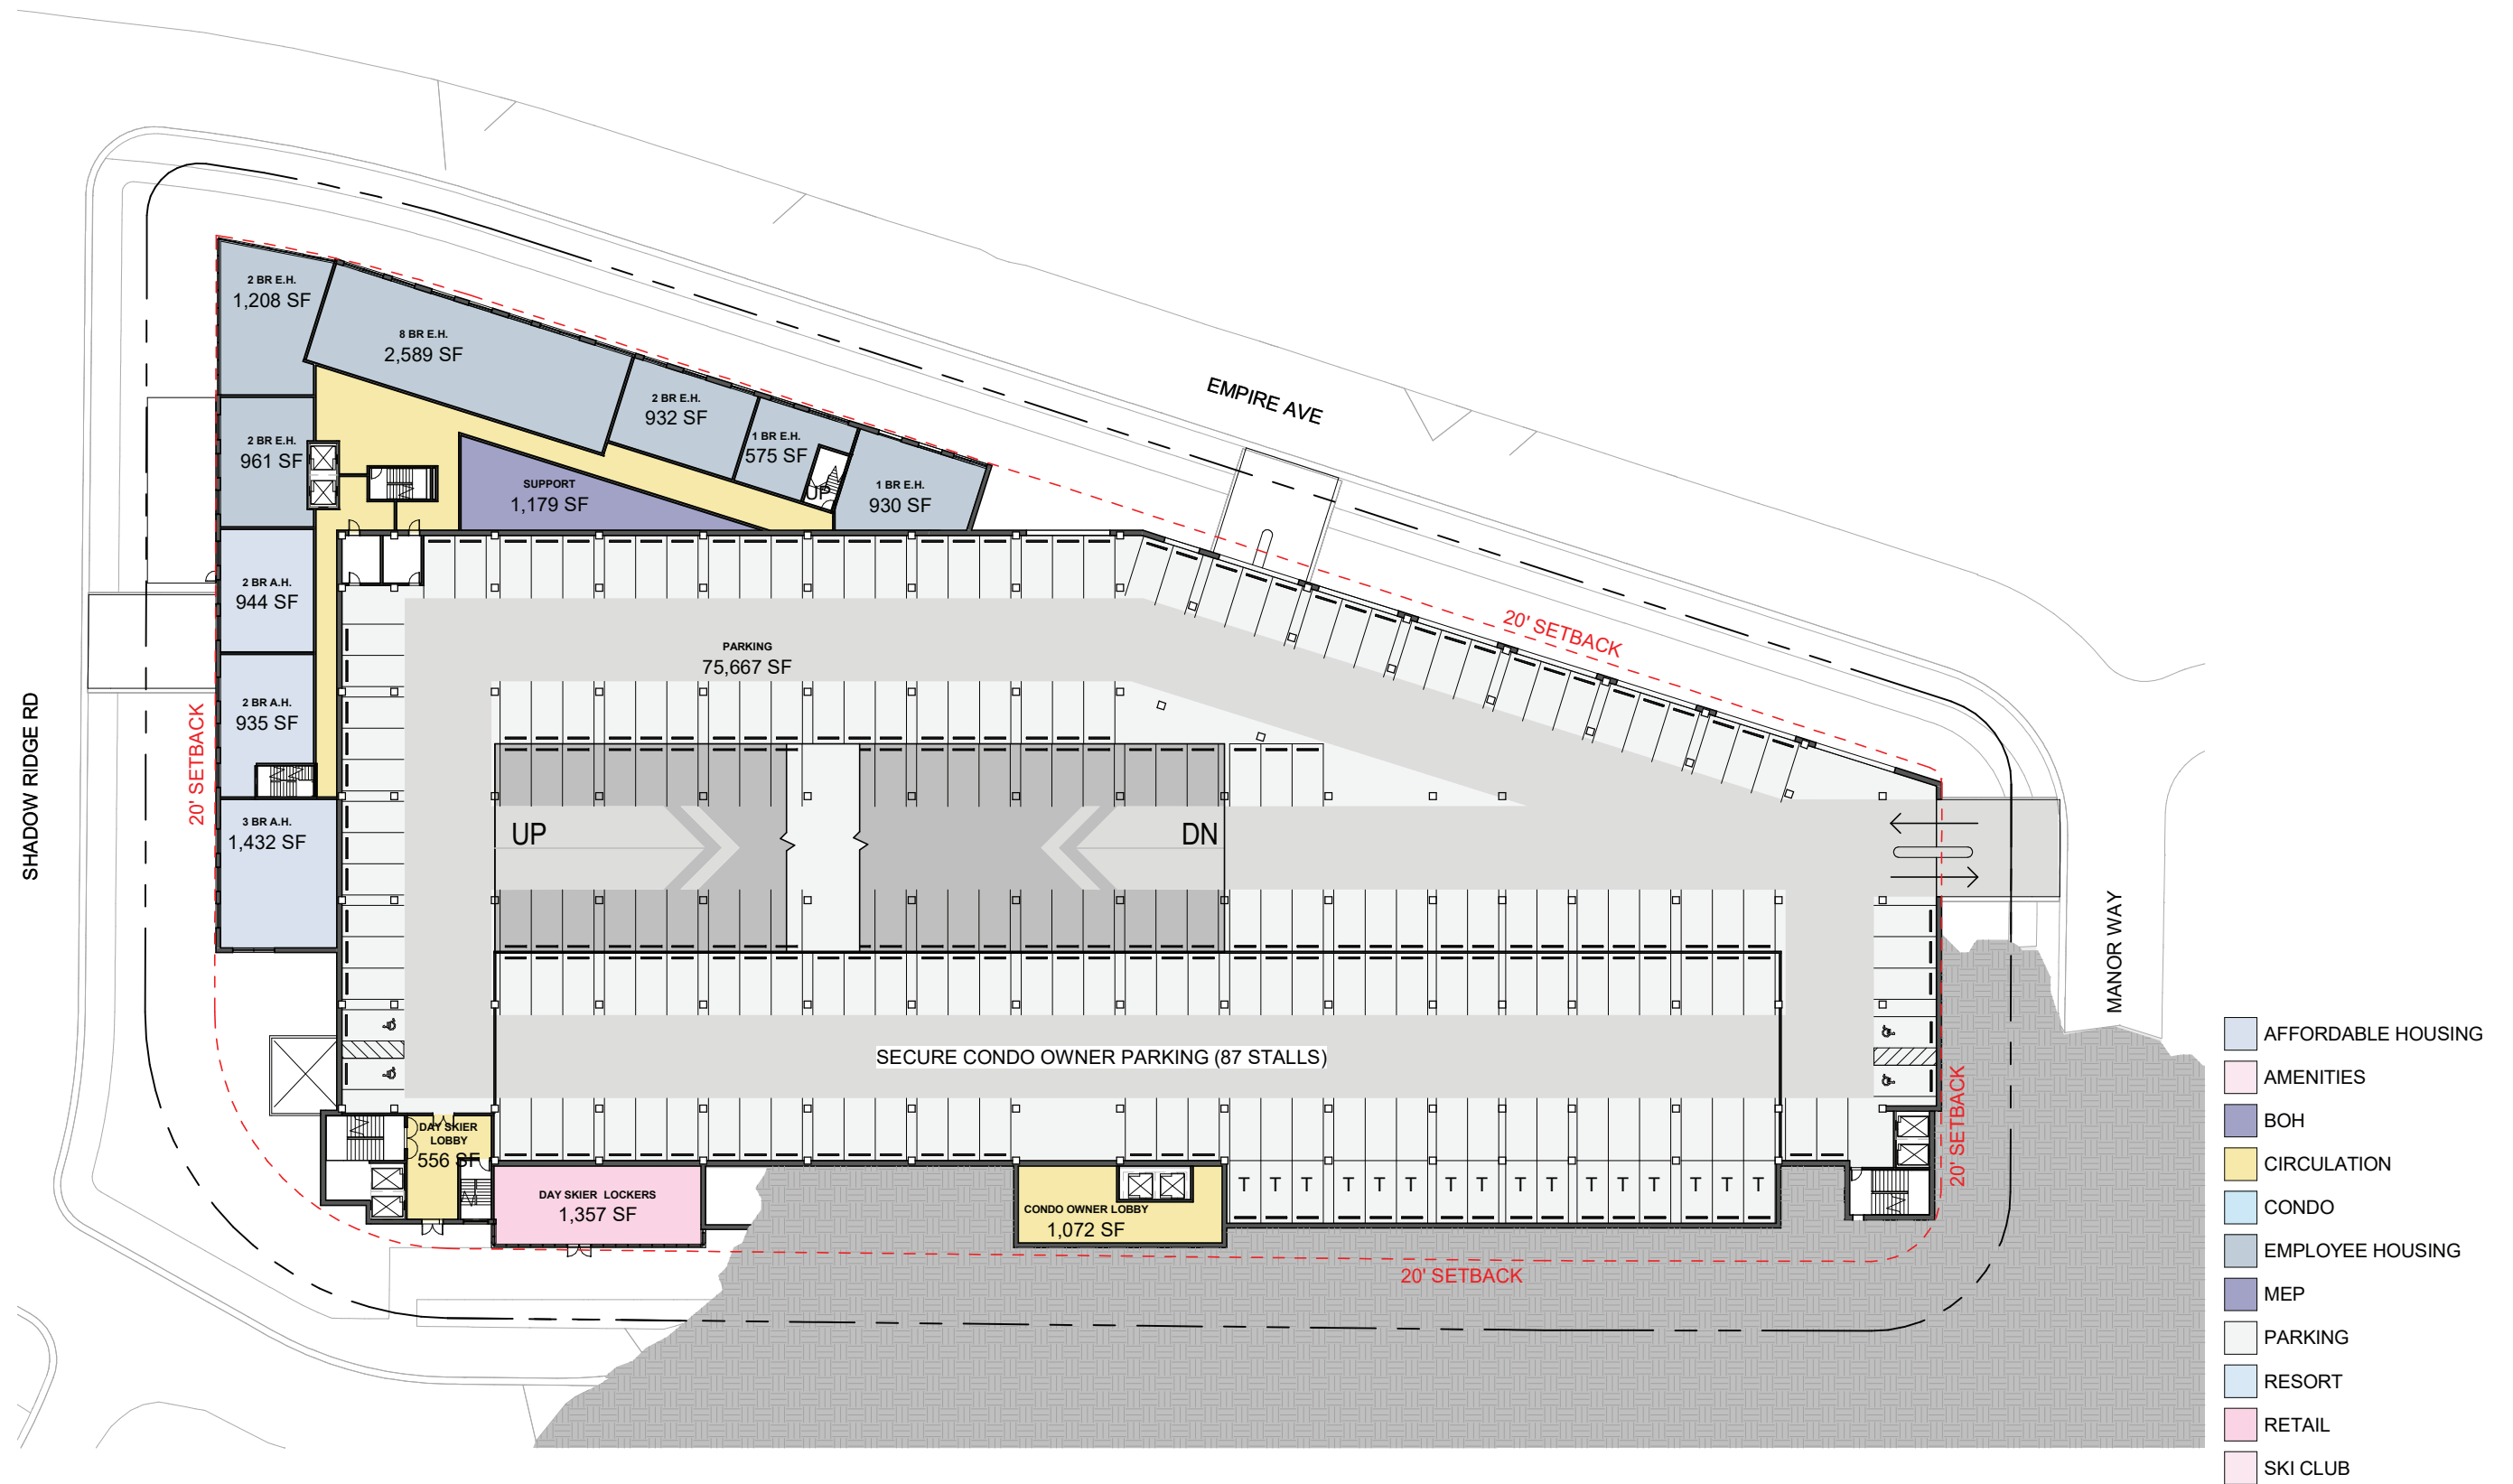 2 BR E.H.
1,208 SF
8 BR E.H.
2,589 SF
2 BR E.H.
932 SF
1 BR E.H.
575 SF
UP
1 BR E.H.
930 SF
2 BR E.H.
961 SF
SUPPORT
1,179 SF
EMPIRE AVE
2 BR A.H.
944 SF
2 BR A.H.
935 SF
3 BR A.H.
1,432 SF
SHADOW RIDGE RD
20' SETBACK
PARKING
75,667 SF
20' SETBACK
UP
DN
MANOR WAY
SECURE CONDO OWNER PARKING (87 STALLS)
20' SETBACK
DAY SKIER
LOBBY
556 SF
DAY SKIER LOCKERS
1,357 SF
CONDO OWNER LOBBY
1,072 SF
T T T T T T T T T T T T T T T T
20' SETBACK
AFFORDABLE HOUSING
AMENITIES
BOH
CIRCULATION
CONDO
EMPLOYEE HOUSING
MEP
PARKING
RESORT
RETAIL
SKI CLUB